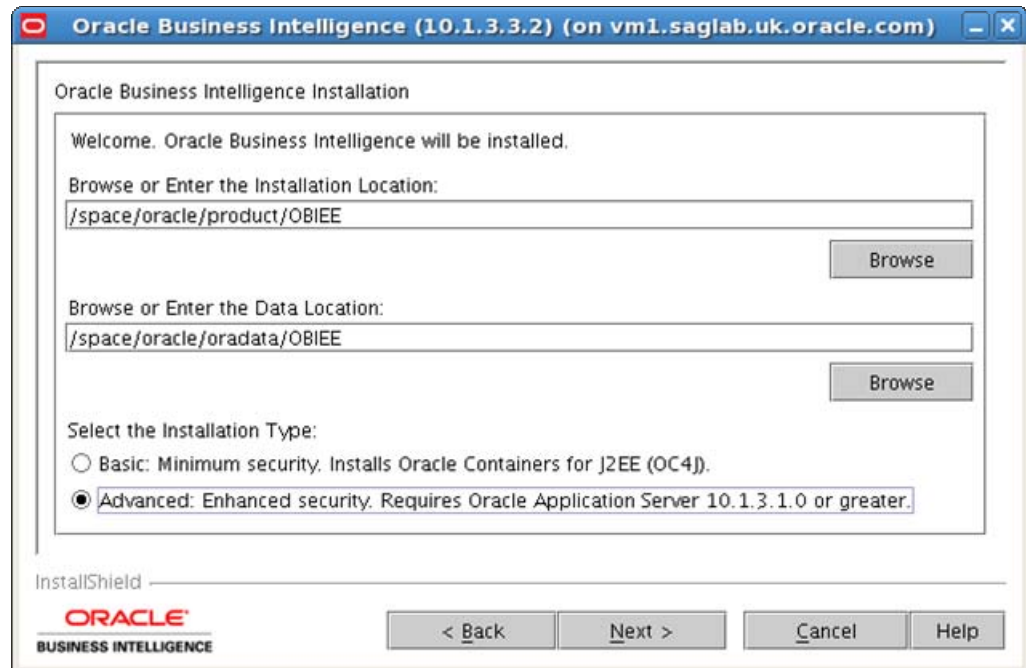 Oracle Business Intelligence (10.1.3.3.2) (on vm1.saglab.uk.oracle.com)
Oracle Business Intelligence Installation
Welcome. Oracle Business Intelligence will be installed.
Browse or Enter the Installation Location:
/space/oracle/product/OBIEE
Browse
Browse or Enter the Data Location:
/space/oracle/oradata/OBIEE
Browse
Select the Installation Type:
Basic: Minimum security. Installs Oracle Containers for J2EE (OC4J).
Advanced: Enhanced security. Requires Oracle Application Server 10.1.3.1.0 or greater.
InstallShield
ORACLE
BUSINESS INTELLIGENCE
< Back
Next >
Cancel
Help